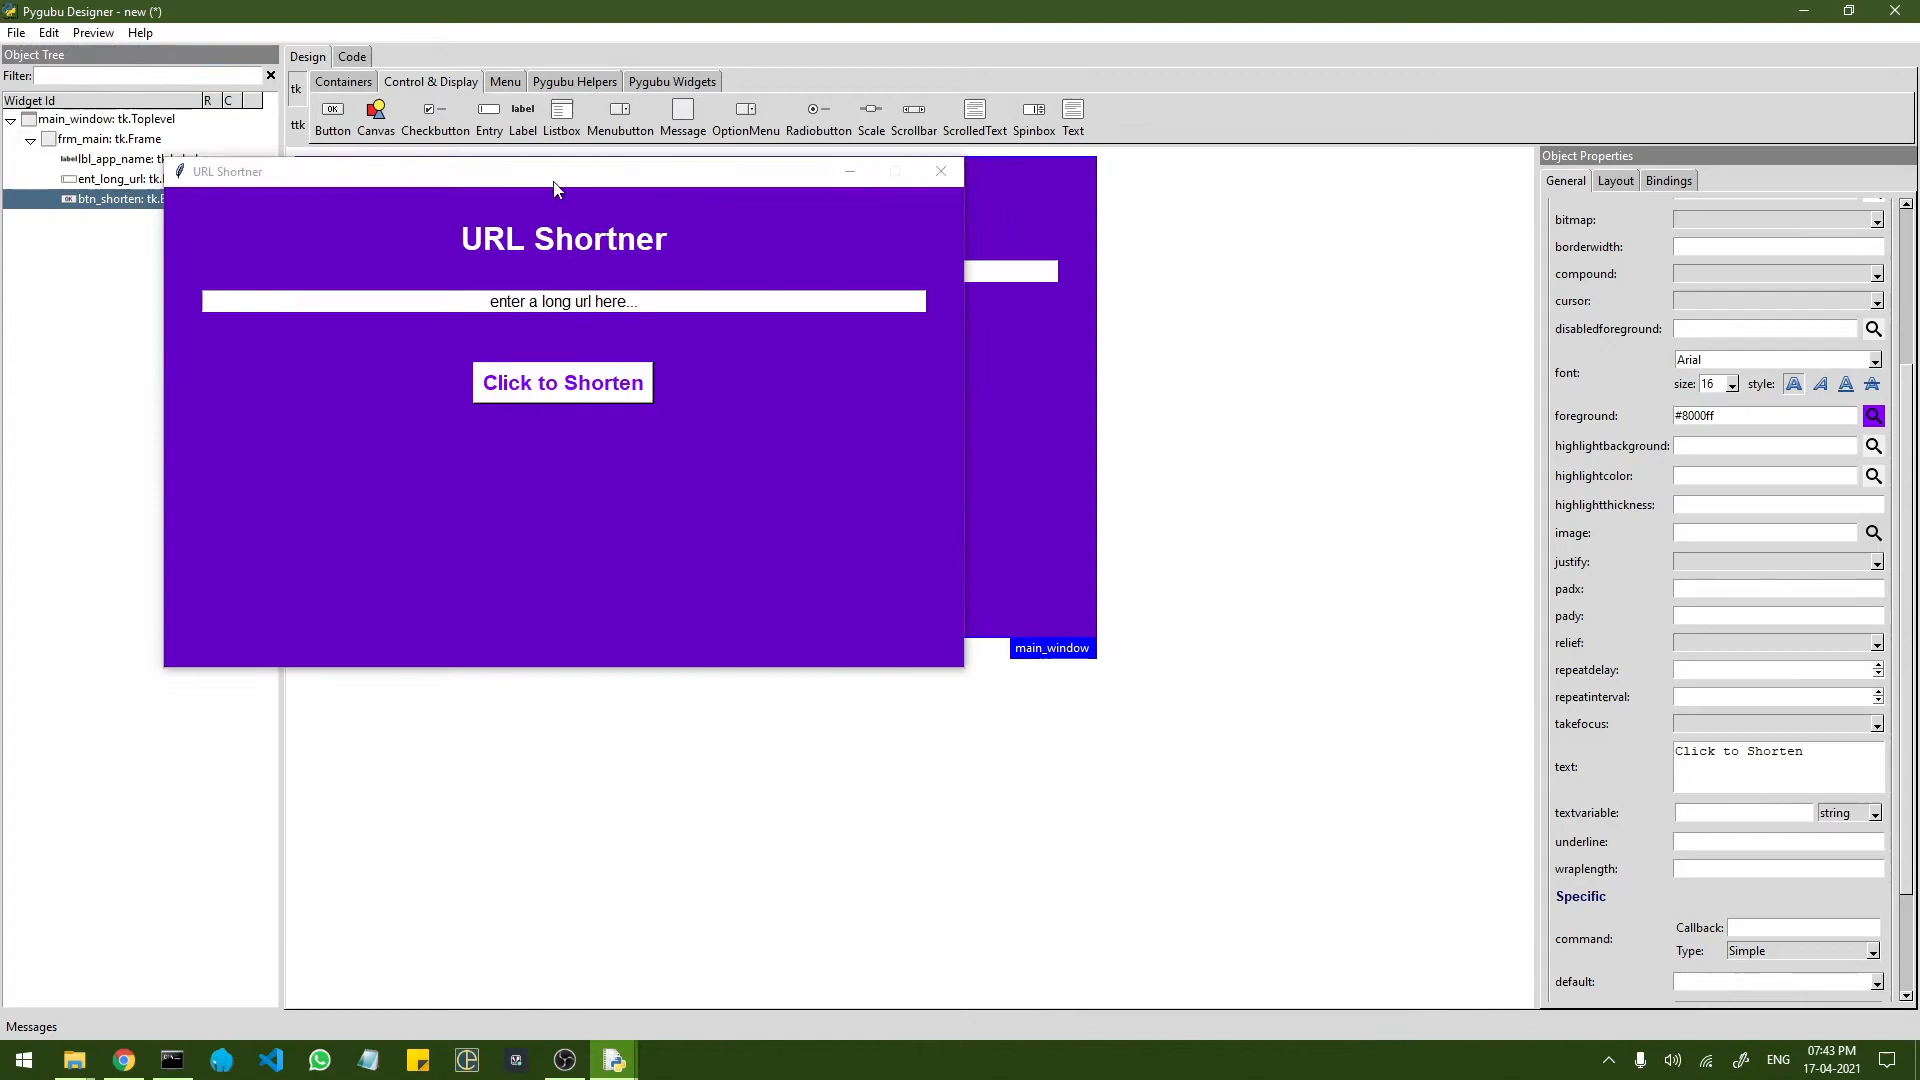 Pygubu Designer - new (*)
File Edit Preview Help
Object Tree
Filter:
Widget Id R C
main_window: tk.Toplevel
frm_main: tk.Frame
label lbl_app_name:
ent_long_url: tk.
OK btn_shorten: tk.
Design Code
tk
ttk
Containers Control & Display Menu Pygubu Helpers Pygubu Widgets
OK label
Button Canvas Checkbutton Entry Label Listbox Menubutton Message OptionMenu Radiobutton Scale Scrollbar ScrolledText Spinbox Text
URL Shortner
URL Shortner
enter a long url here...
Click to Shorten
main_window
Object Properties
General Layout Bindings
bitmap:
borderwidth:
compound:
cursor:
disabledforeground:
font: Arial
size: 16 style: A A A A
foreground: #8000ff
highlightbackground:
highlightcolor:
highlightthickness:
image:
justify:
padx:
pady:
relief:
repeatdelay:
repeatinterval:
takefocus:
text: Click to Shorten
textvariable: string
underline:
wraplength:
Specific
command: Callback:
Type: Simple
default:
Messages
ENG
07:43 PM
17-04-2021